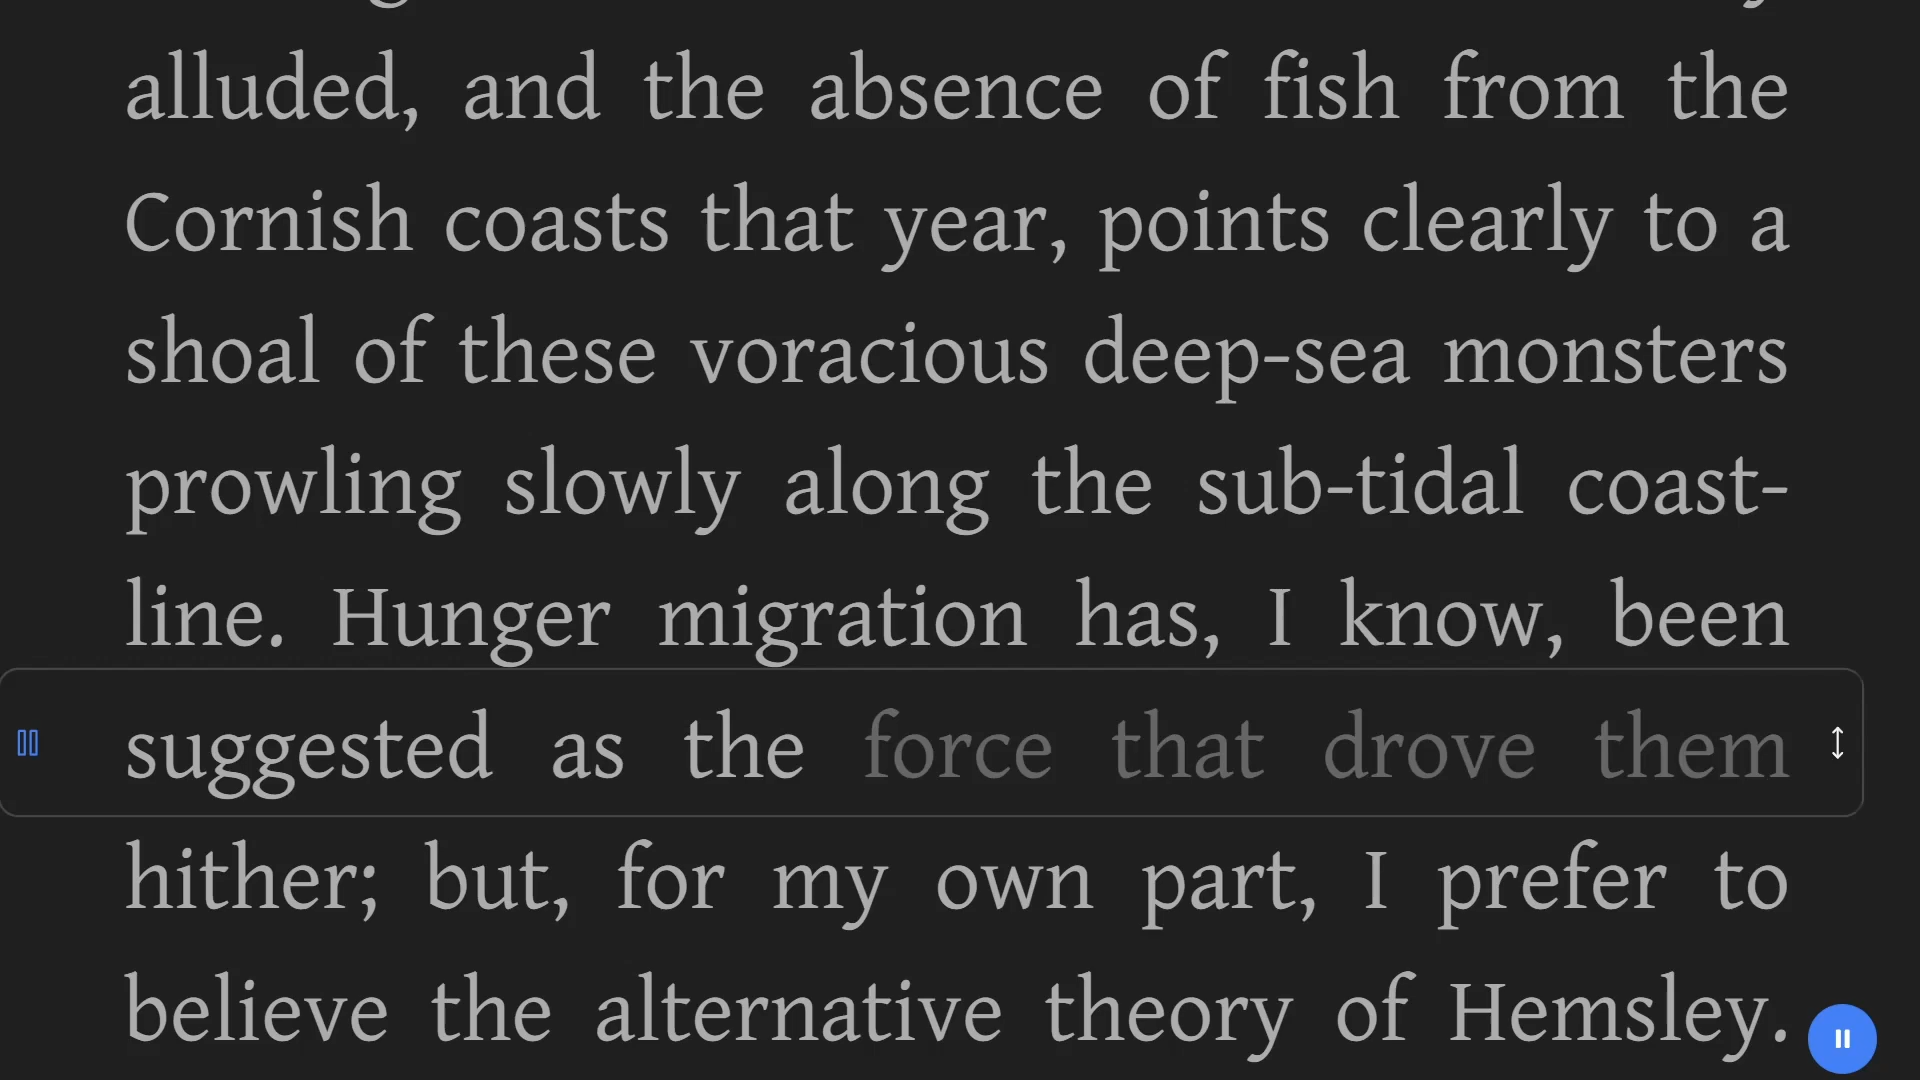 alluded, and the absence of fish from the
Cornish coasts that year, points clearly to a
shoal of these voracious deep-sea monsters
prowling slowly along the sub-tidal coast-
line. Hunger migration has, I know, been
suggested as the force that drove them
hither; but, for my own part, I prefer to
believe the alternative theory of Hemsley.